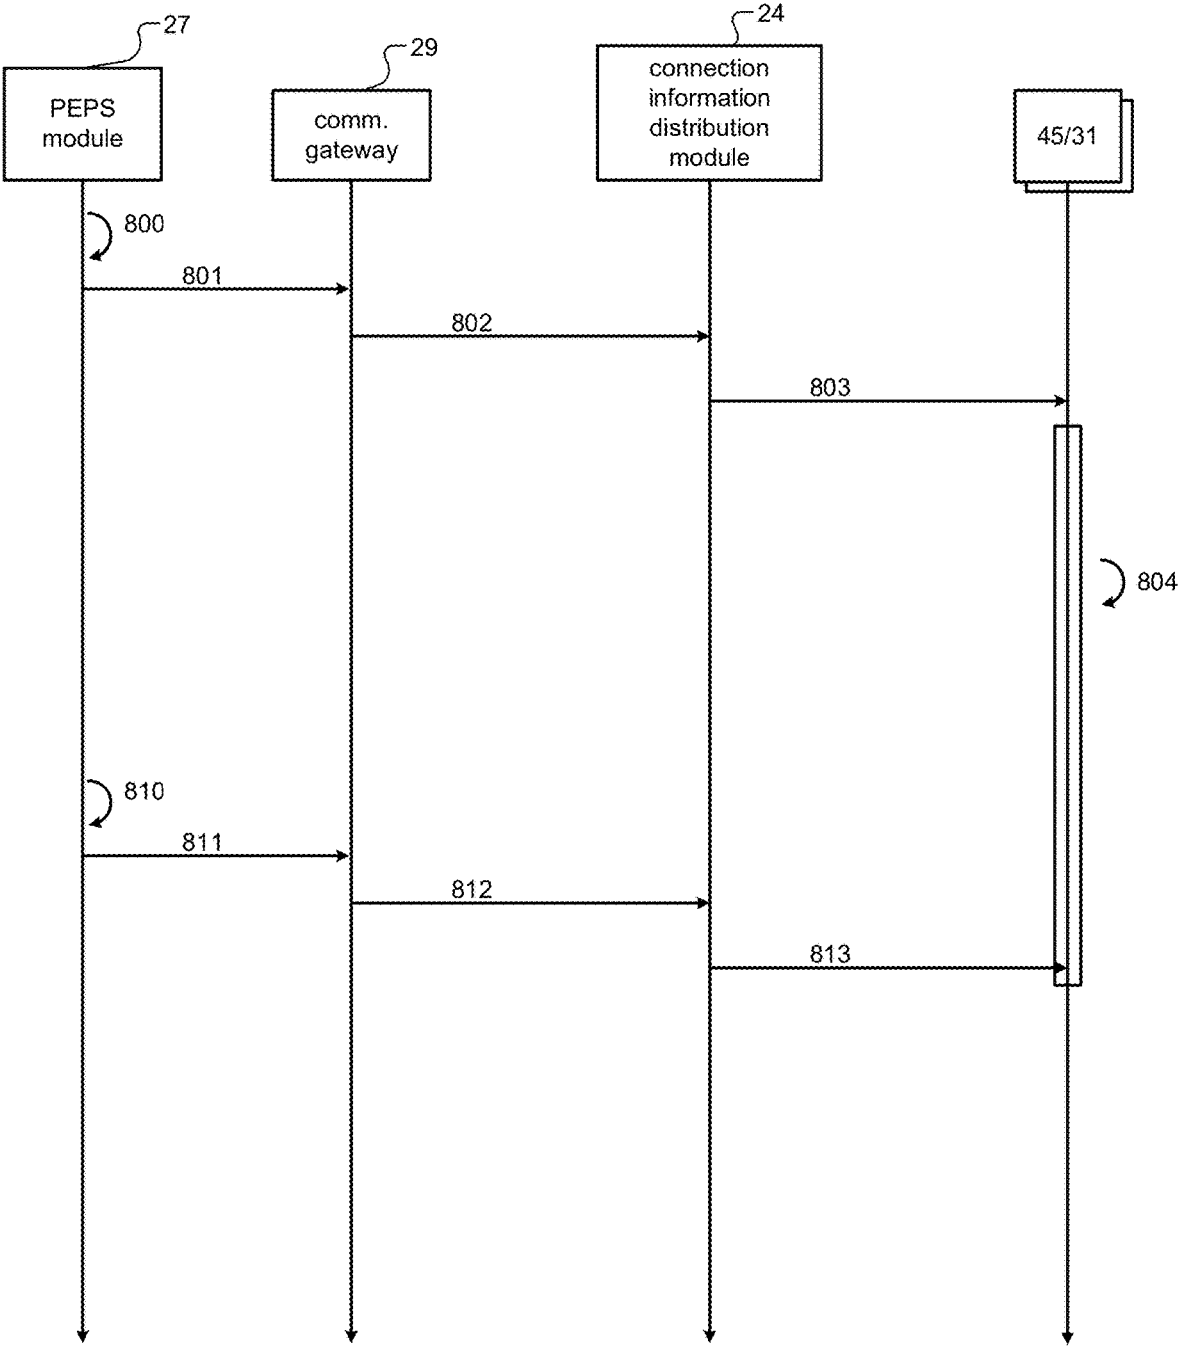 27
29
24
PEPS
module
comm.
gateway
connection
information
distribution
module
45/31
800
801
802
803
804
810
811
812
813